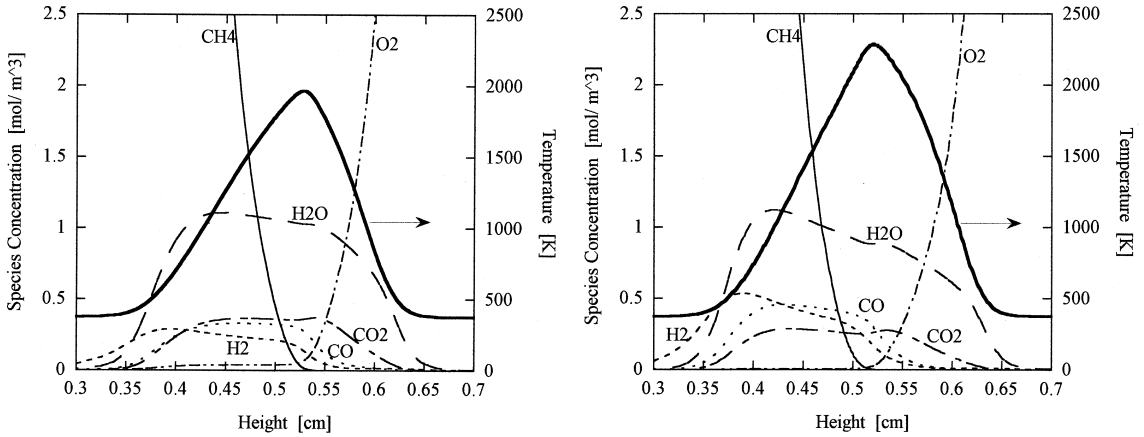 2.5
2
1.5
1
0.5
0
Species Concentration [mol/ m^3]
0.3 0.35 0.4 0.45 0.5 0.55 0.6 0.65 0.7
Height [cm]
2500
2000
1500
1000
500
0
Temperature [K]
CH4
O2
H2O
H2
CO
CO2
2.5
2
1.5
1
0.5
0
Species Concentration [mol/ m^3]
0.3 0.35 0.4 0.45 0.5 0.55 0.6 0.65 0.7
Height [cm]
2500
2000
1500
1000
500
0
Temperature [K]
CH4
O2
H2O
H2
CO
CO2